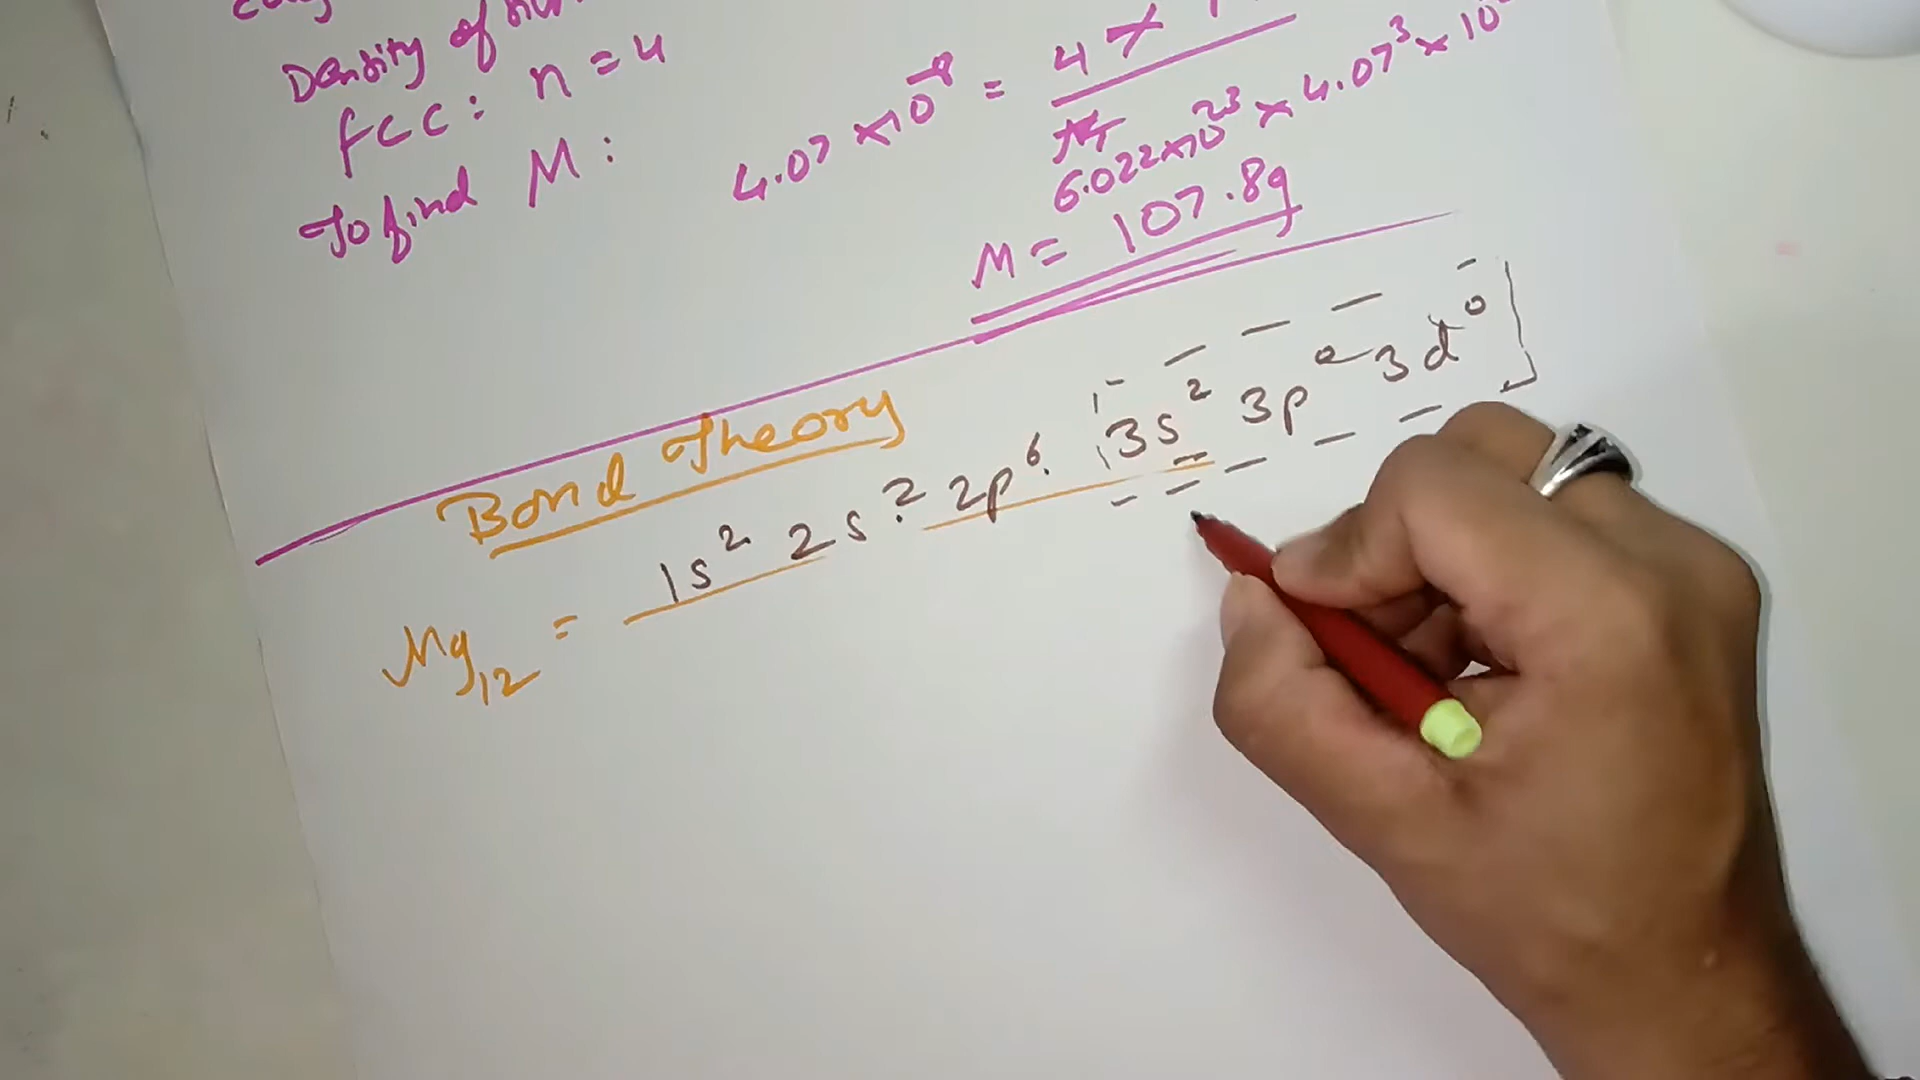 Density of
fcc: n = 4
To find M: 4.07 × 10⁻⁸ = 4 ×
6.022×10²³ × 4.07³ × 10
M = 107.8g
Bond Theory
Mg₁₂ = 1s² 2s² 2p⁶ 3s² 3p⁰ 3d⁰